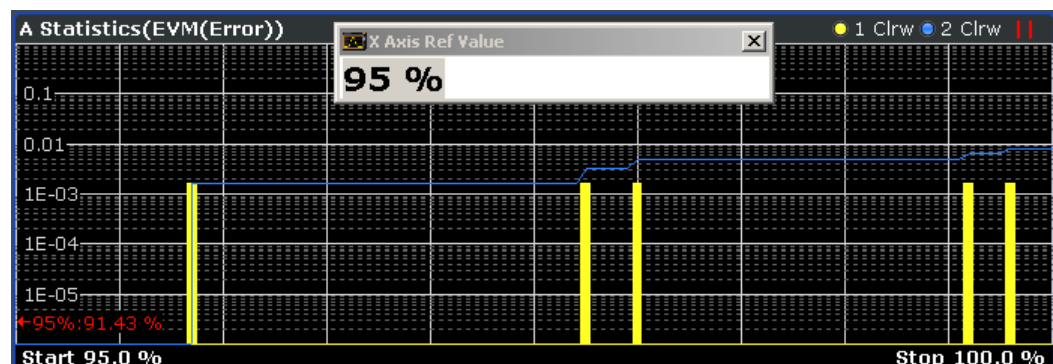 A Statistics(EVM(Error))
1 Clrw 2 Clrw
X Axis Ref Value
95 %
0.1
0.01
1E-03
1E-04
1E-05
←95%:91.43 %
Start 95.0 %
Stop 100.0 %